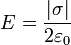 E = |σ| / 2ε₀